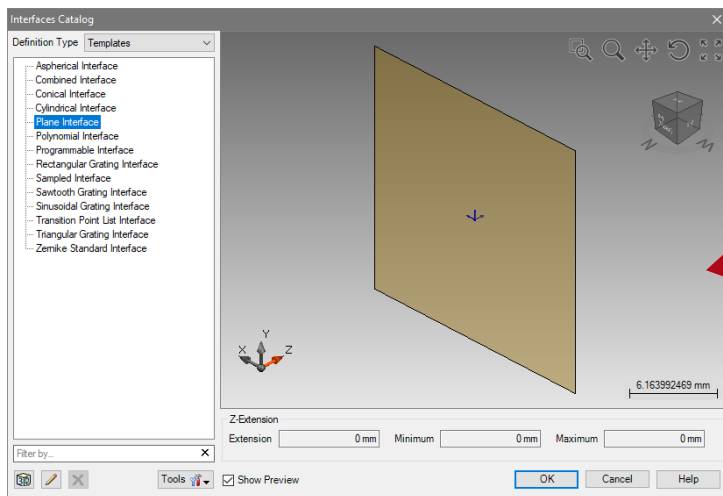 Interfaces Catalog
Definition Type Templates
Aspherical Interface
Combined Interface
Conical Interface
Cylindrical Interface
Plane Interface
Polynomial Interface
Programmable Interface
Rectangular Grating Interface
Sampled Interface
Sawtooth Grating Interface
Sinusoidal Grating Interface
Transition Point List Interface
Triangular Grating Interface
Zernike Standard Interface
Y
X Z
6.163992469 mm
Z-Extension
Extension 0 mm Minimum 0 mm Maximum 0 mm
Filter by...
3D Tools Show Preview OK Cancel Help